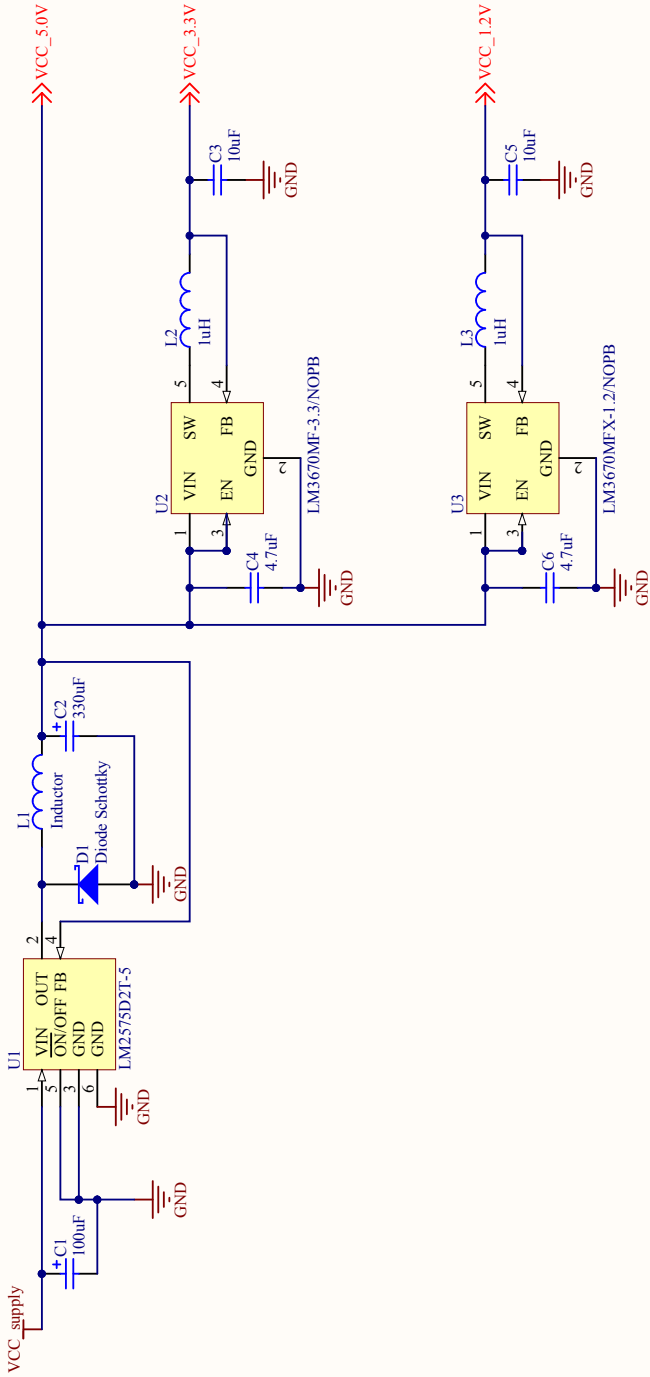 VCC_supply
C1
100uF
GND
U1
1
5
3
6
VIN
ON/OFF
GND
GND
OUT
FB
2
4
LM2575D2T-5
GND
D1
Diode Schottky
GND
L1
Inductor
C2
330uF
VCC_5.0V
C4
4.7uF
GND
U2
1
3
VIN
EN
SW
FB
GND
5
4
2
LM3670MF-3.3/NOPB
L2
1uH
C3
10uF
GND
VCC_3.3V
C6
4.7uF
GND
U3
1
3
VIN
EN
SW
FB
GND
5
4
2
LM3670MFX-1.2/NOPB
L3
1uH
C5
10uF
GND
VCC_1.2V